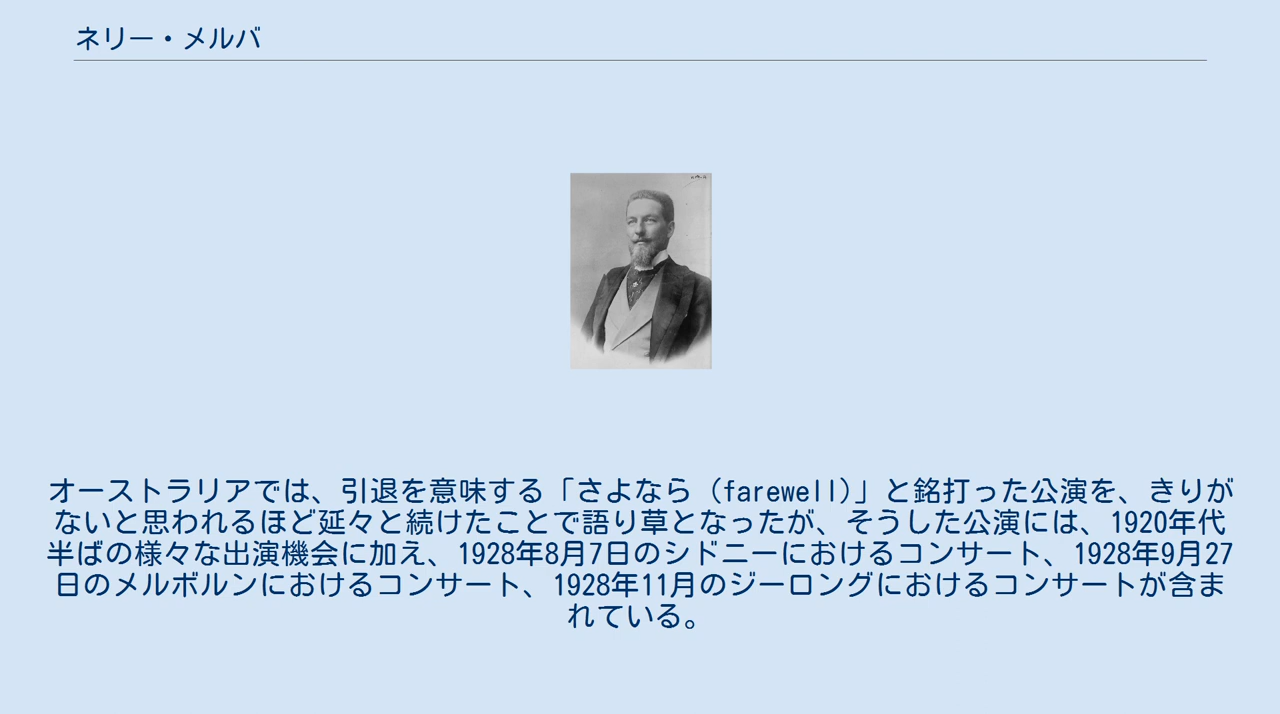 ネリー・メルバ
オーストラリアでは、引退を意味する「さよなら（farewell)」と銘打った公演を、きりが
ないと思われるほど延々と続けたことで語り草となったが、そうした公演には、1920年代
半ばの様々な出演機会に加え、1928年8月7日のシドニーにおけるコンサート、1928年9月27
日のメルボルンにおけるコンサート、1928年11月のジーロングにおけるコンサートが含ま
れている。